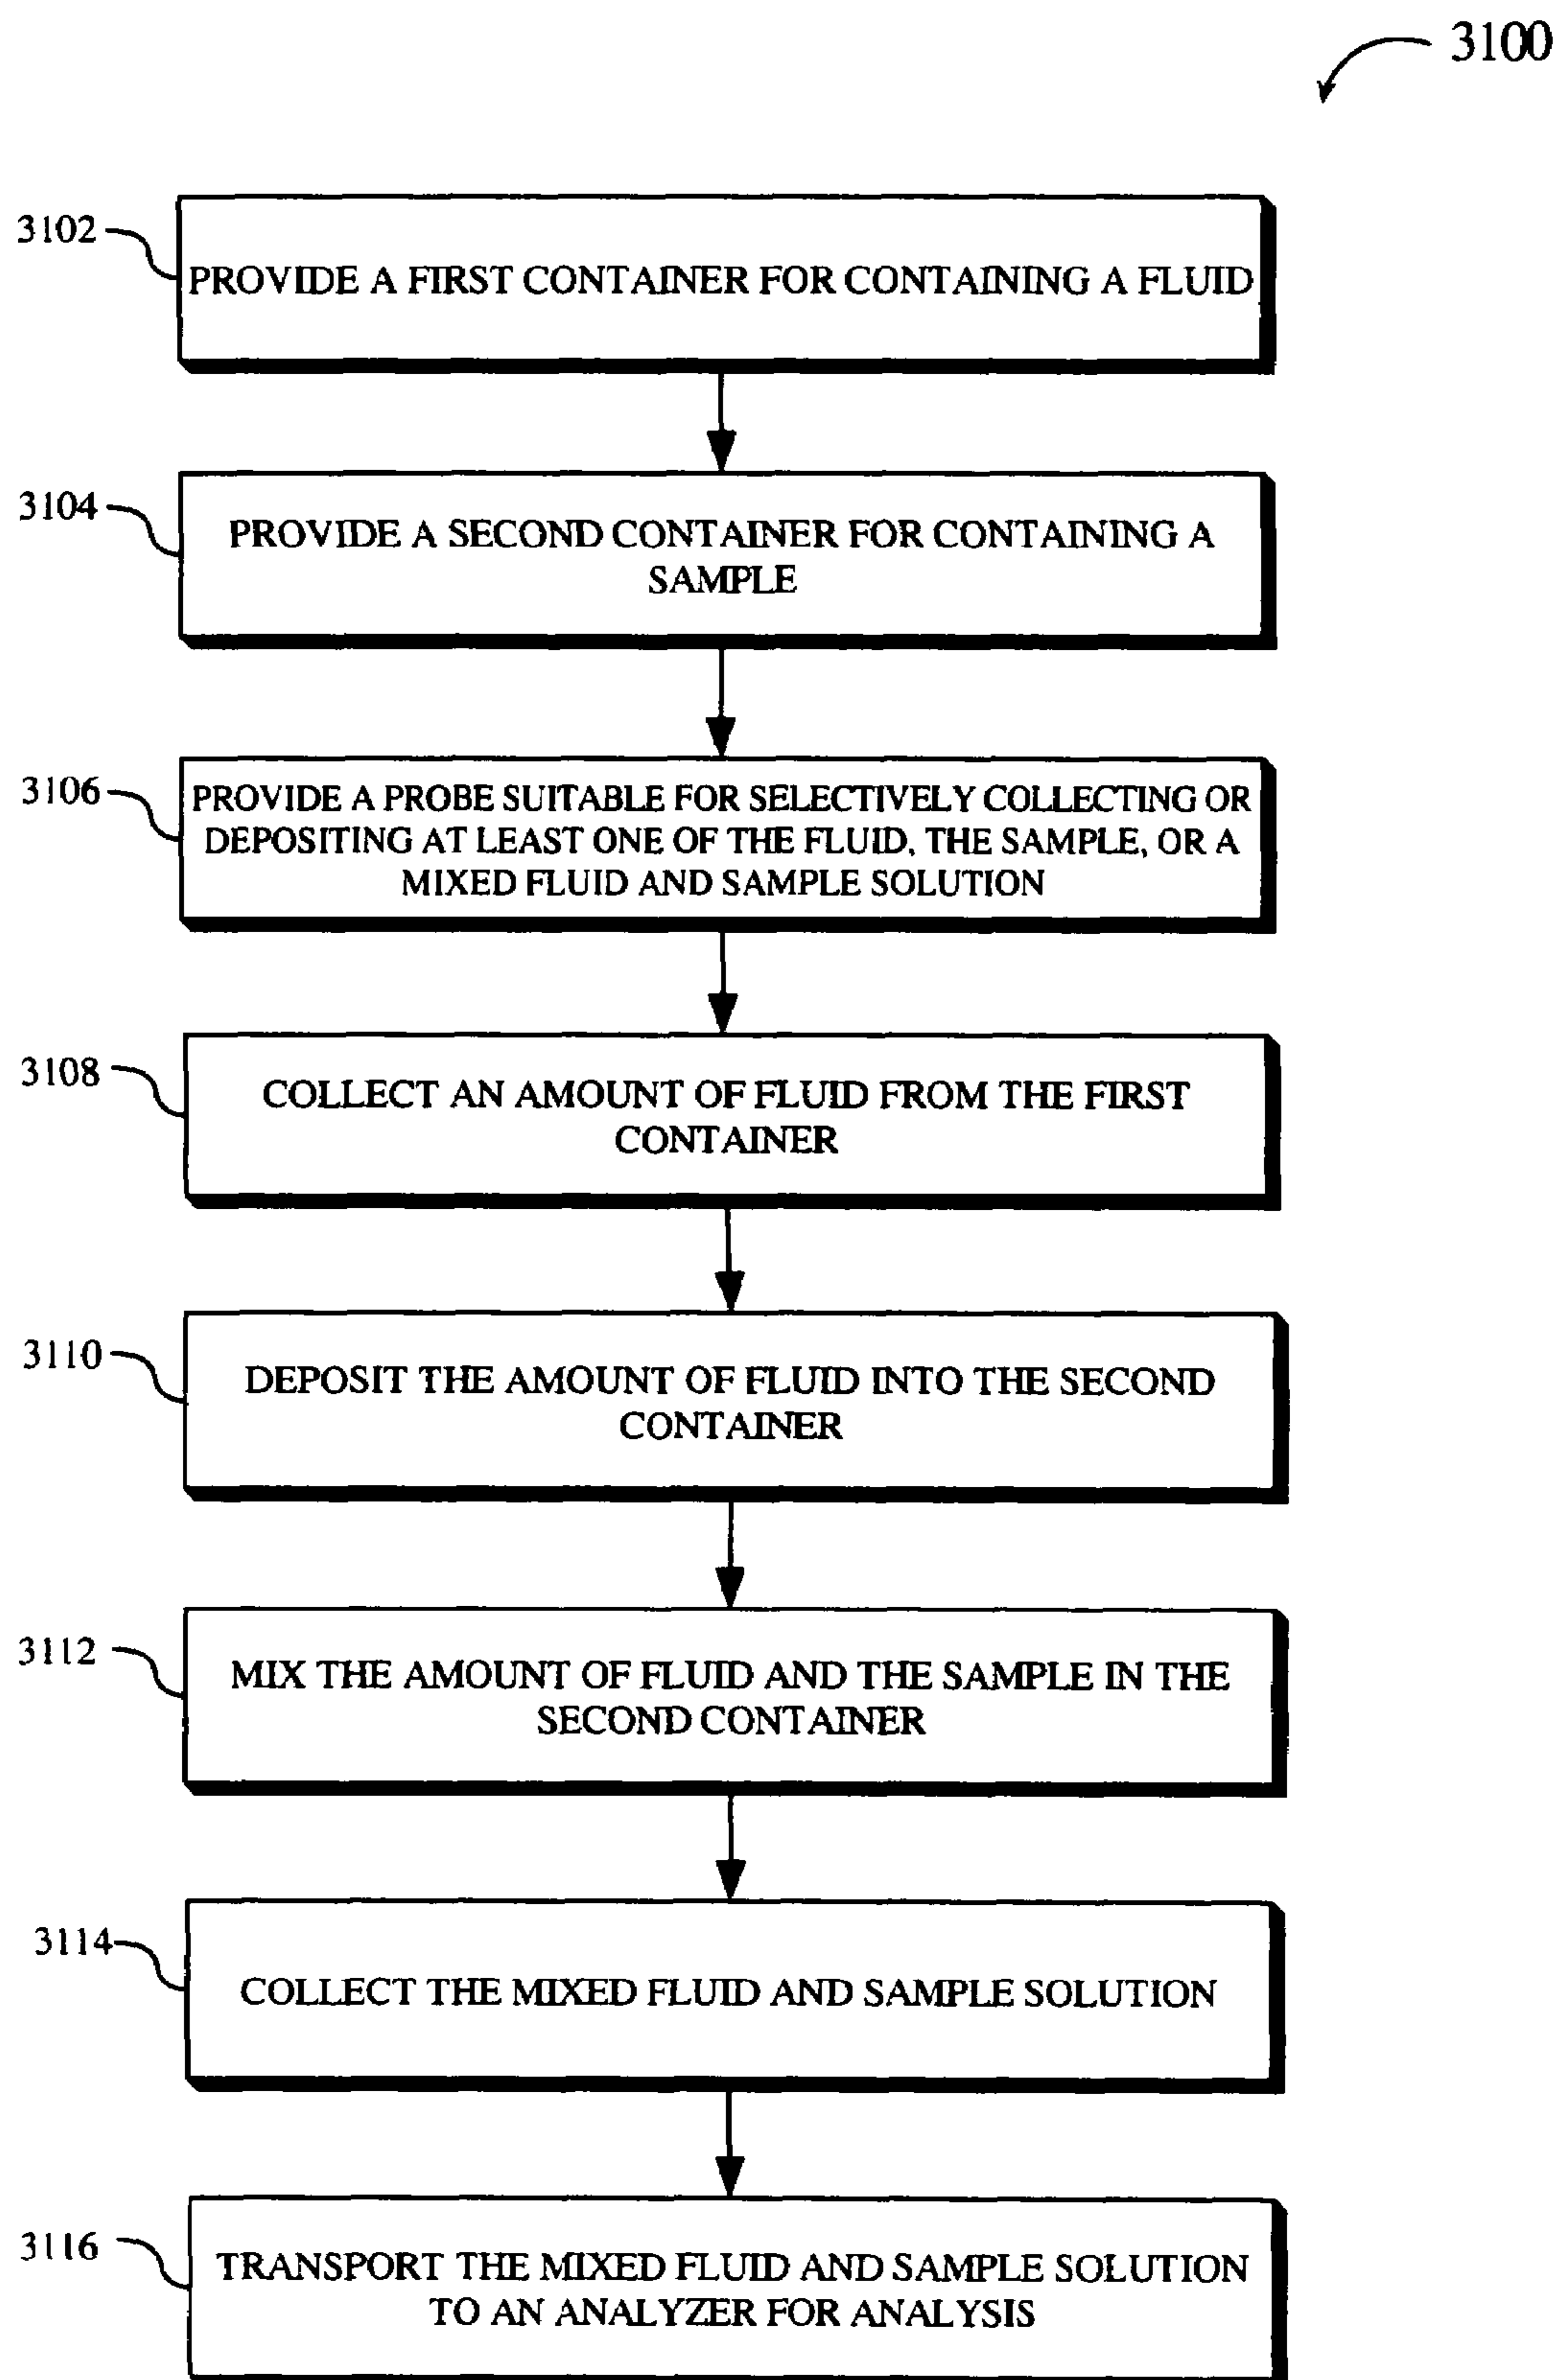 3100
3102
PROVIDE A FIRST CONTAINER FOR CONTAINING A FLUID
3104
PROVIDE A SECOND CONTAINER FOR CONTAINING A
SAMPLE
3106
PROVIDE A PROBE SUITABLE FOR SELECTIVELY COLLECTING OR
DEPOSITING AT LEAST ONE OF THE FLUID, THE SAMPLE, OR A
MIXED FLUID AND SAMPLE SOLUTION
3108
COLLECT AN AMOUNT OF FLUID FROM THE FIRST
CONTAINER
3110
DEPOSIT THE AMOUNT OF FLUID INTO THE SECOND
CONTAINER
3112
MIX THE AMOUNT OF FLUID AND THE SAMPLE IN THE
SECOND CONTAINER
3114
COLLECT THE MIXED FLUID AND SAMPLE SOLUTION
3116
TRANSPORT THE MIXED FLUID AND SAMPLE SOLUTION
TO AN ANALYZER FOR ANALYSIS